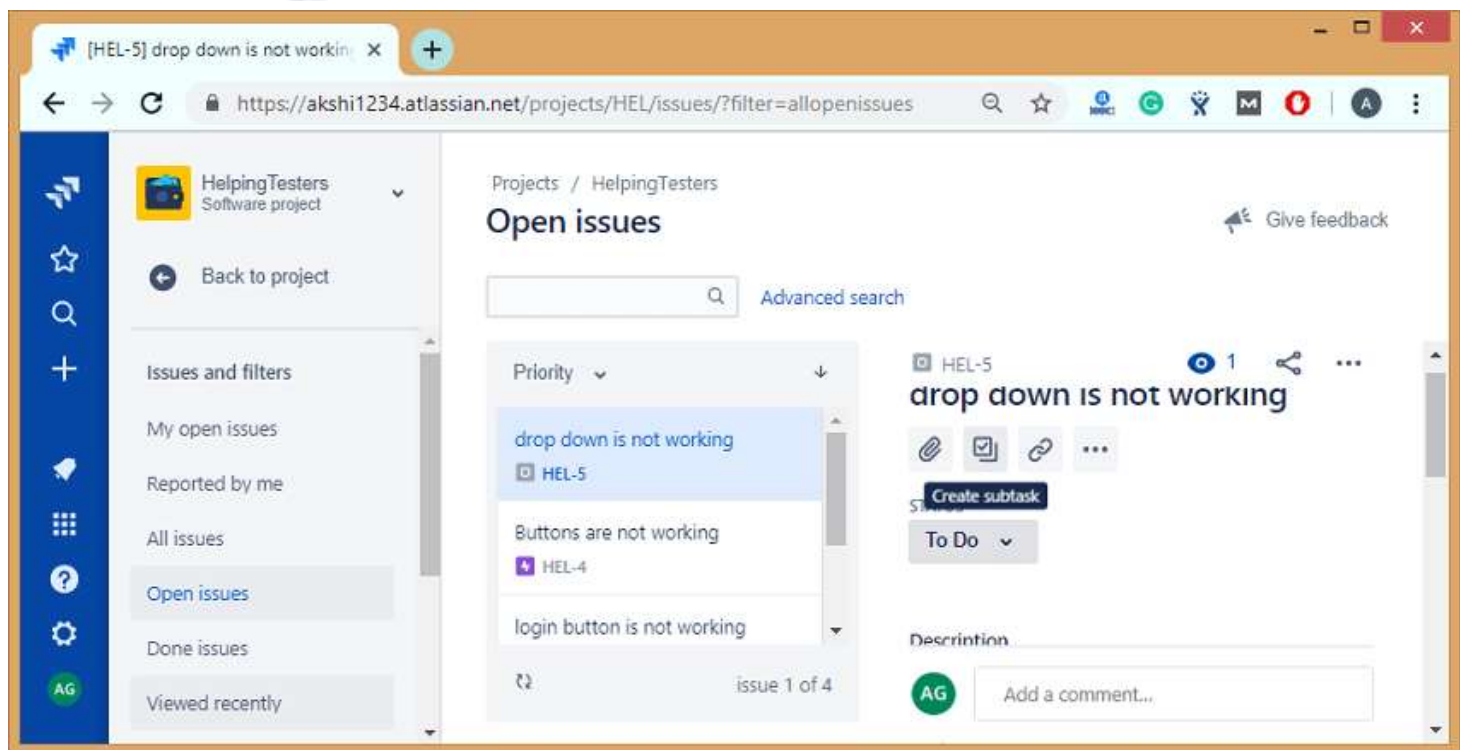 [HEL-5] drop down is not workin
https://akshi1234.atlassian.net/projects/HEL/issues/?filter=allopenissues
A
HelpingTesters
Software project
Back to project
Issues and filters
My open issues
Reported by me
All issues
Open issues
Done issues
Viewed recently
AG
Projects / HelpingTesters
Open issues
Give feedback
Advanced search
Priority
drop down is not working
HEL-5
Buttons are not working
HEL-4
login button is not working
issue 1 of 4
HEL-5
1
drop down is not working
Create subtask
To Do
Description
AG
Add a comment...